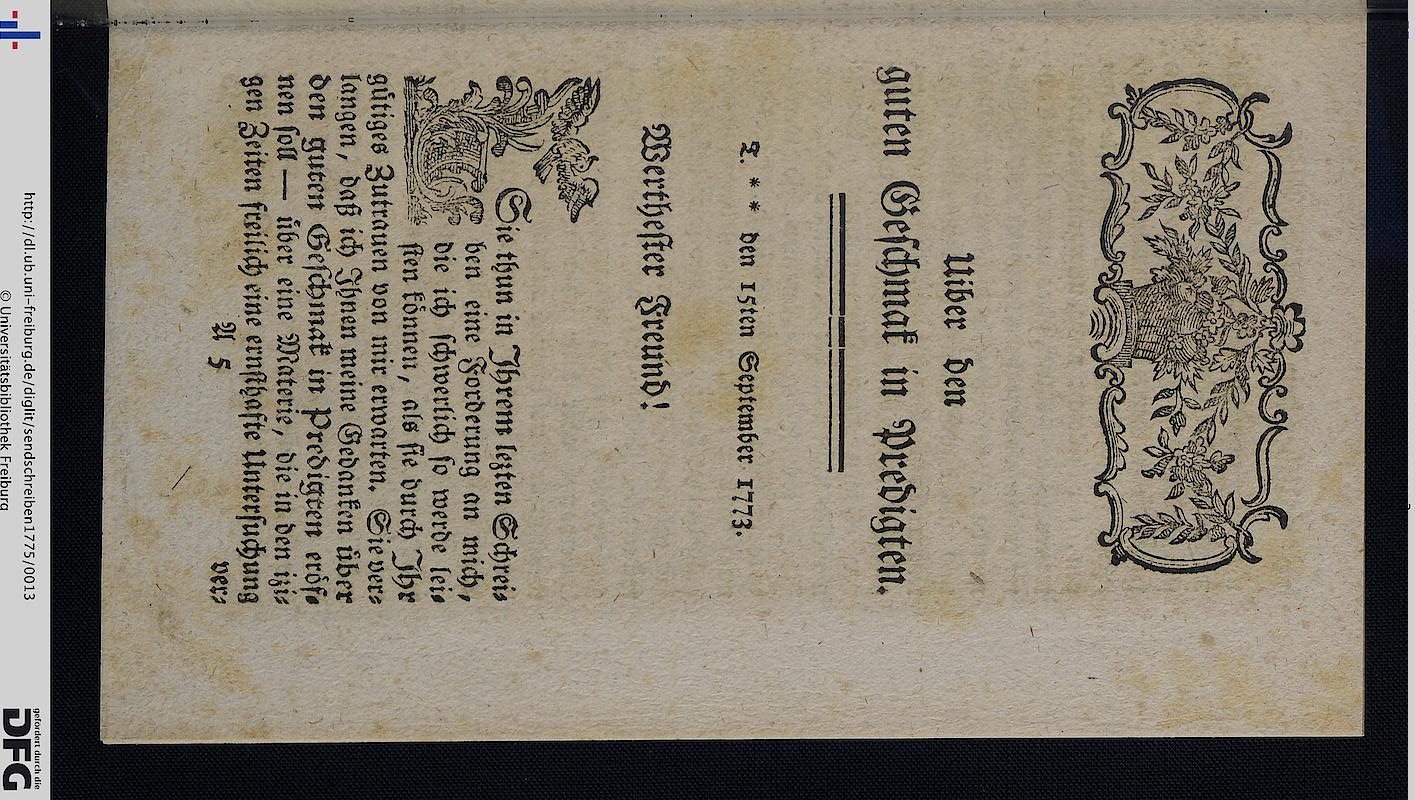 Uiber den
guten Geschmak in Predigten.
T. * * den 15ten September 1773.
Werthester Freund!
Sie thun in Ihrem lezten Schrei-
ben eine Forderung an mich,
die ich schwerlich so werde lei-
sten können, als sie durch Ihr
gütiges Zutrauen von mir erwarten. Sie ver-
langen, daß ich Ihnen meine Gedanken über
den guten Geschmak in Predigten eröf-
nen soll — über eine Materie, die in den izi-
gen Zeiten freilich eine ernsthafte Untersuchung
A 5
ver-
http://dl.ub.uni-freiburg.de/diglit/sendschreiben1775/0013
© Universitätsbibliothek Freiburg
gefördert durch die
DFG